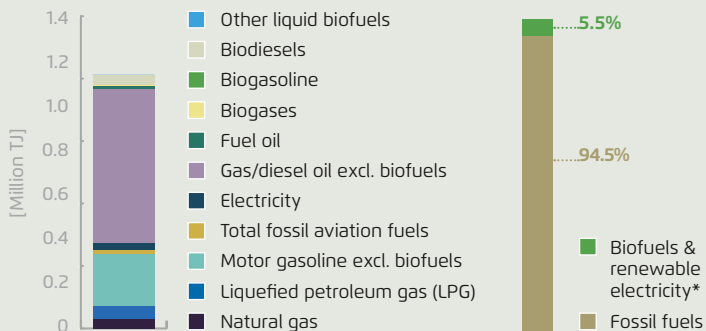 [Million TJ]
1.4
1.2
1.0
0.8
0.6
0.4
0.2
0
Other liquid biofuels
Biodiesels
Biogasoline
Biogases
Fuel oil
Gas/diesel oil excl. biofuels
Electricity
Total fossil aviation fuels
Motor gasoline excl. biofuels
Liquefied petroleum gas (LPG)
Natural gas
5.5%
94.5%
Biofuels &
renewable
electricity*
Fossil fuels